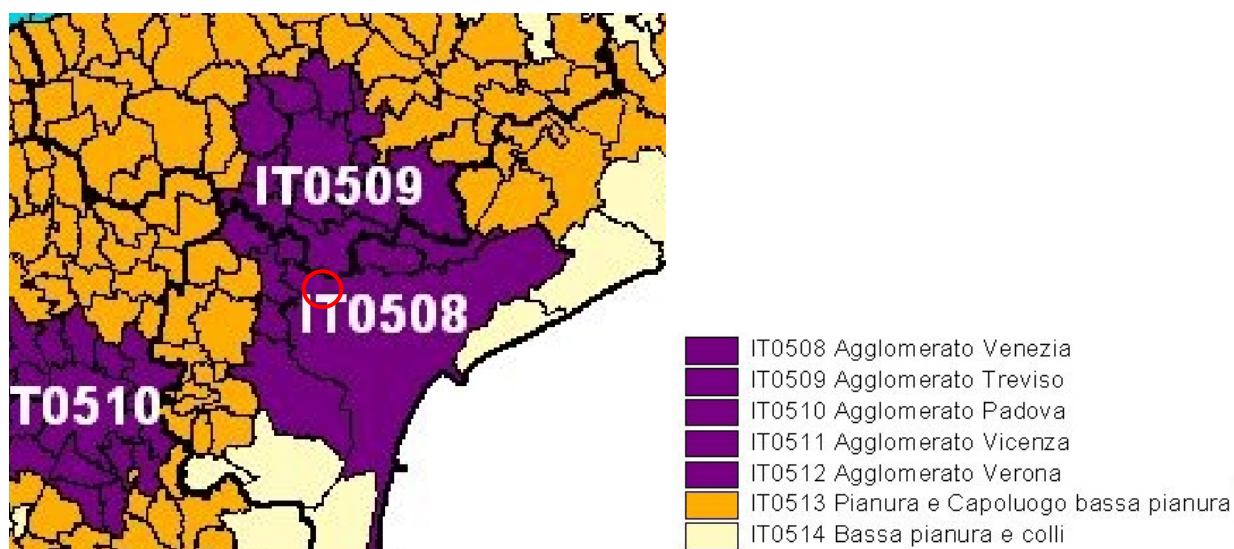 IT0509
IT0508
T0510
IT0508 Agglomerato Venezia
IT0509 Agglomerato Treviso
IT0510 Agglomerato Padova
IT0511 Agglomerato Vicenza
IT0512 Agglomerato Verona
IT0513 Pianura e Capoluogo bassa pianura
IT0514 Bassa pianura e colli